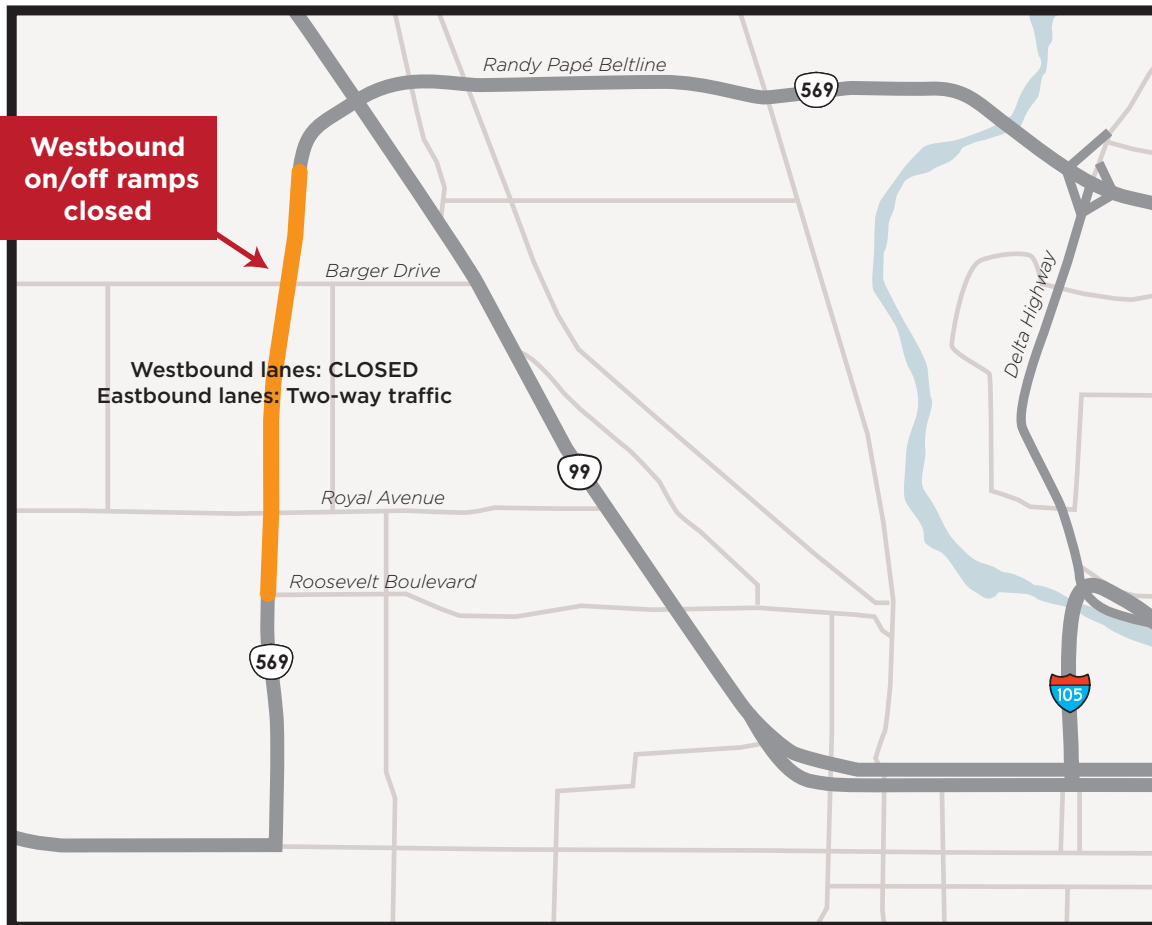 Randy Papé Beltline
569
Westbound
on/off ramps
closed
Barger Drive
Delta Highway
Westbound lanes: CLOSED
Eastbound lanes: Two-way traffic
99
Royal Avenue
Roosevelt Boulevard
569
105